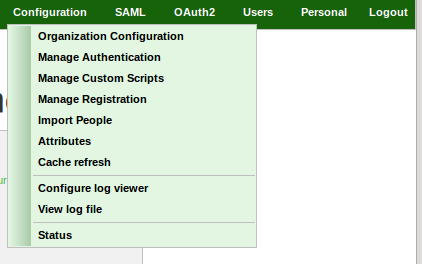 Configuration SAML OAuth2 Users Personal Logout
Organization Configuration
Manage Authentication
Manage Custom Scripts
Manage Registration
Import People
Attributes
Cache refresh
Configure log viewer
View log file
Status